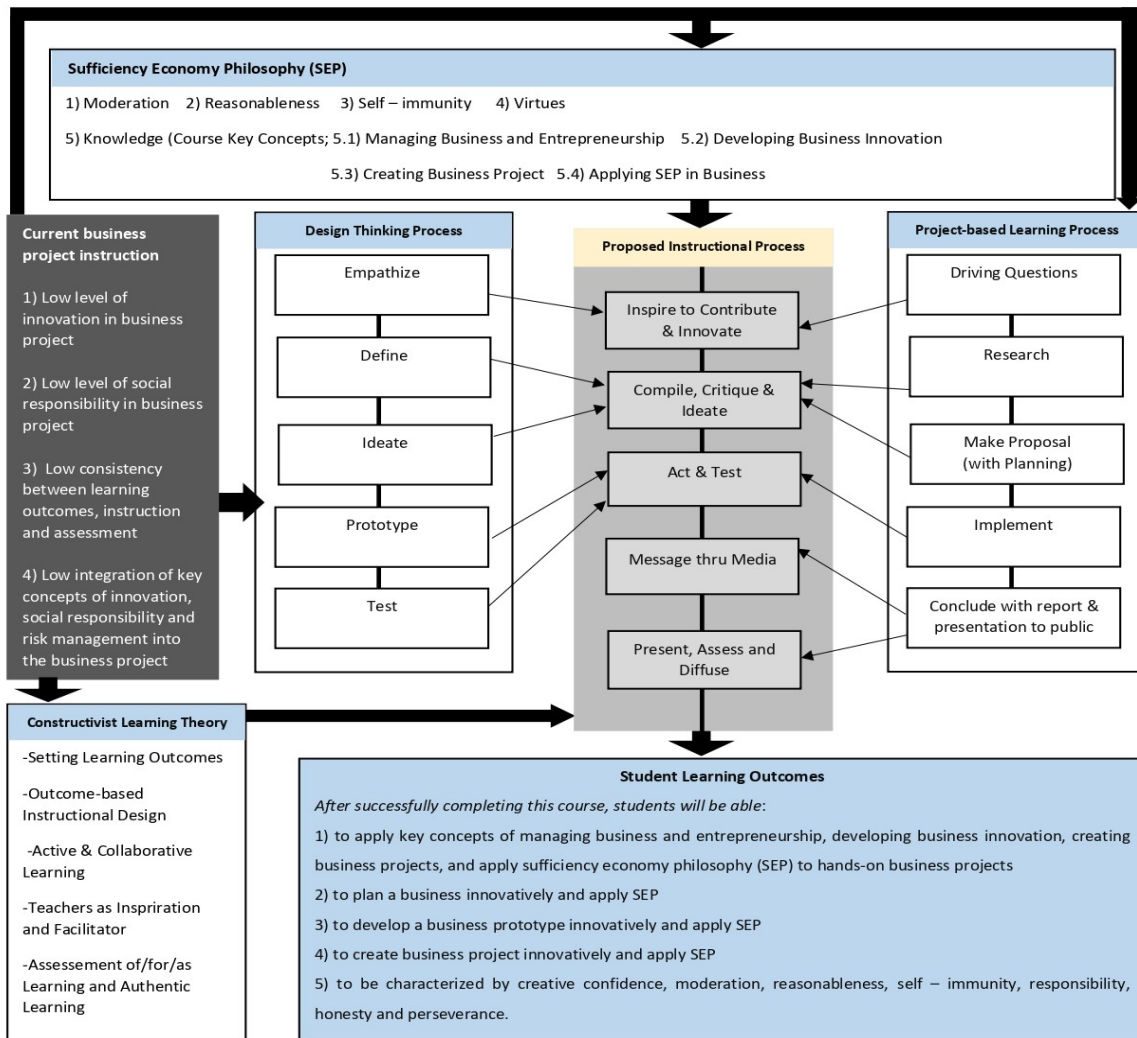 Sufficiency Economy Philosophy (SEP)
1) Moderation 2) Reasonableness 3) Self – immunity 4) Virtues
5) Knowledge (Course Key Concepts; 5.1) Managing Business and Entrepreneurship 5.2) Developing Business Innovation
5.3) Creating Business Project 5.4) Applying SEP in Business
Current business
project instruction
1) Low level of
innovation in business
project
2) Low level of social
responsibility in business
project
3) Low consistency
between learning
outcomes, instruction
and assessment
4) Low integration of key
concepts of innovation,
social responsibility and
risk management into
the business project
Design Thinking Process
Empathize
Define
Ideate
Prototype
Test
Proposed Instructional Process
Inspire to Contribute
& Innovate
Compile, Critique &
Ideate
Act & Test
Message thru Media
Present, Assess and
Diffuse
Project-based Learning Process
Driving Questions
Research
Make Proposal
(with Planning)
Implement
Conclude with report &
presentation to public
Constructivist Learning Theory
-Setting Learning Outcomes
-Outcome-based
Instructional Design
-Active & Collaborative
Learning
-Teachers as Inspriration
and Facilitator
-Assessement of/for/as
Learning and Authentic
Learning
Student Learning Outcomes
After successfully completing this course, students will be able:
1) to apply key concepts of managing business and entrepreneurship, developing business innovation, creating
business projects, and apply sufficiency economy philosophy (SEP) to hands-on business projects
2) to plan a business innovatively and apply SEP
3) to develop a business prototype innovatively and apply SEP
4) to create business project innovatively and apply SEP
5) to be characterized by creative confidence, moderation, reasonableness, self – immunity, responsibility,
honesty and perseverance.